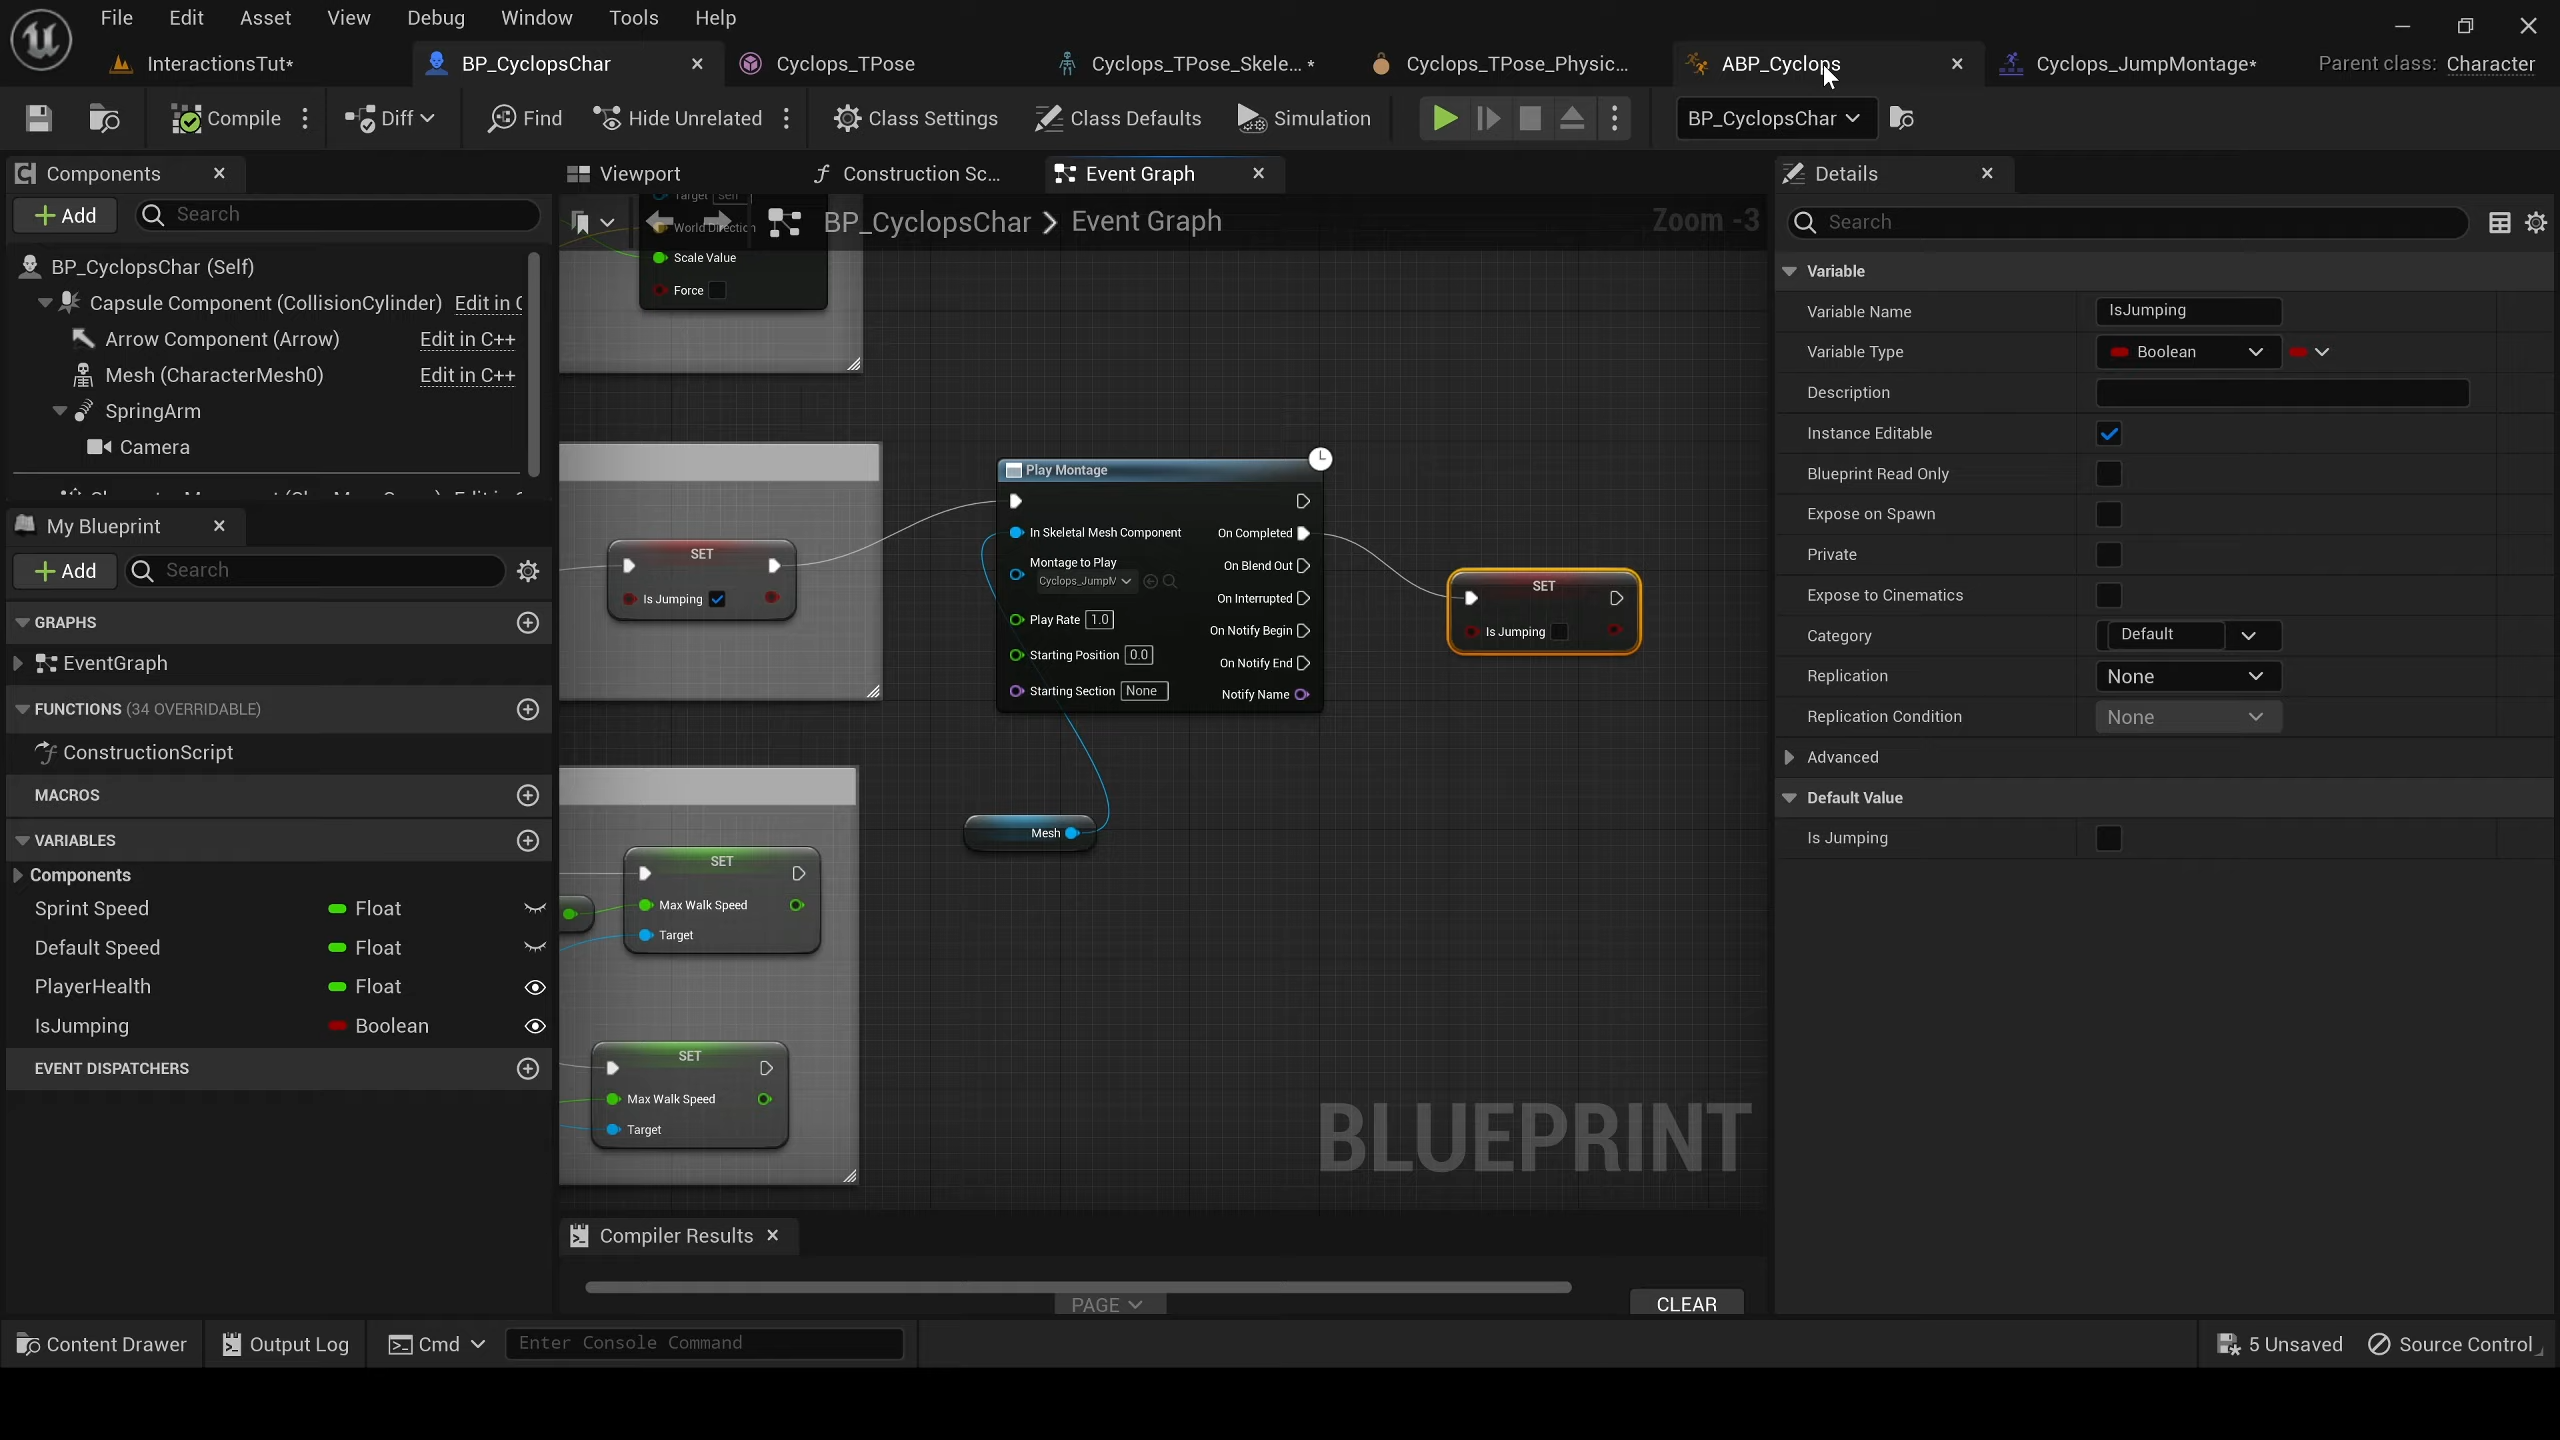 File Edit Asset View Debug Window Tools Help
InteractionsTut* BP_CyclopsChar Cyclops_TPose Cyclops_TPose_Skele... * Cyclops_TPose_Physic... ABP_Cyclops Cyclops_JumpMontage* Parent class: Character
Compile Diff Find Hide Unrelated Class Settings Class Defaults Simulation BP_CyclopsChar
Components Viewport Construction Sc... Event Graph Details
Add Search
BP_CyclopsChar > Event Graph
Zoom -3
Search
BP_CyclopsChar (Self)
Capsule Component (CollisionCylinder) Edit in C
Arrow Component (Arrow) Edit in C++
Mesh (CharacterMesh0) Edit in C++
SpringArm
Camera
My Blueprint
Add Search
GRAPHS
EventGraph
FUNCTIONS (34 OVERRIDABLE)
ConstructionScript
MACROS
VARIABLES
Components
Sprint Speed Float
Default Speed Float
PlayerHealth Float
IsJumping Boolean
EVENT DISPATCHERS
Target self
World Direction
Scale Value
Force
SET
Is Jumping
Play Montage
In Skeletal Mesh Component On Completed
Montage to Play
Cyclops_JumpM
On Blend Out
On Interrupted
Play Rate 1.0
On Notify Begin
Starting Position 0.0
On Notify End
Starting Section None
Notify Name
SET
Is Jumping
Mesh
SET
Max Walk Speed
Target
SET
Max Walk Speed
Target
BLUEPRINT
Compiler Results
PAGE
CLEAR
Variable
Variable Name IsJumping
Variable Type Boolean
Description
Instance Editable
Blueprint Read Only
Expose on Spawn
Private
Expose to Cinematics
Category Default
Replication None
Replication Condition None
Advanced
Default Value
Is Jumping
Content Drawer Output Log Cmd Enter Console Command 5 Unsaved Source Control